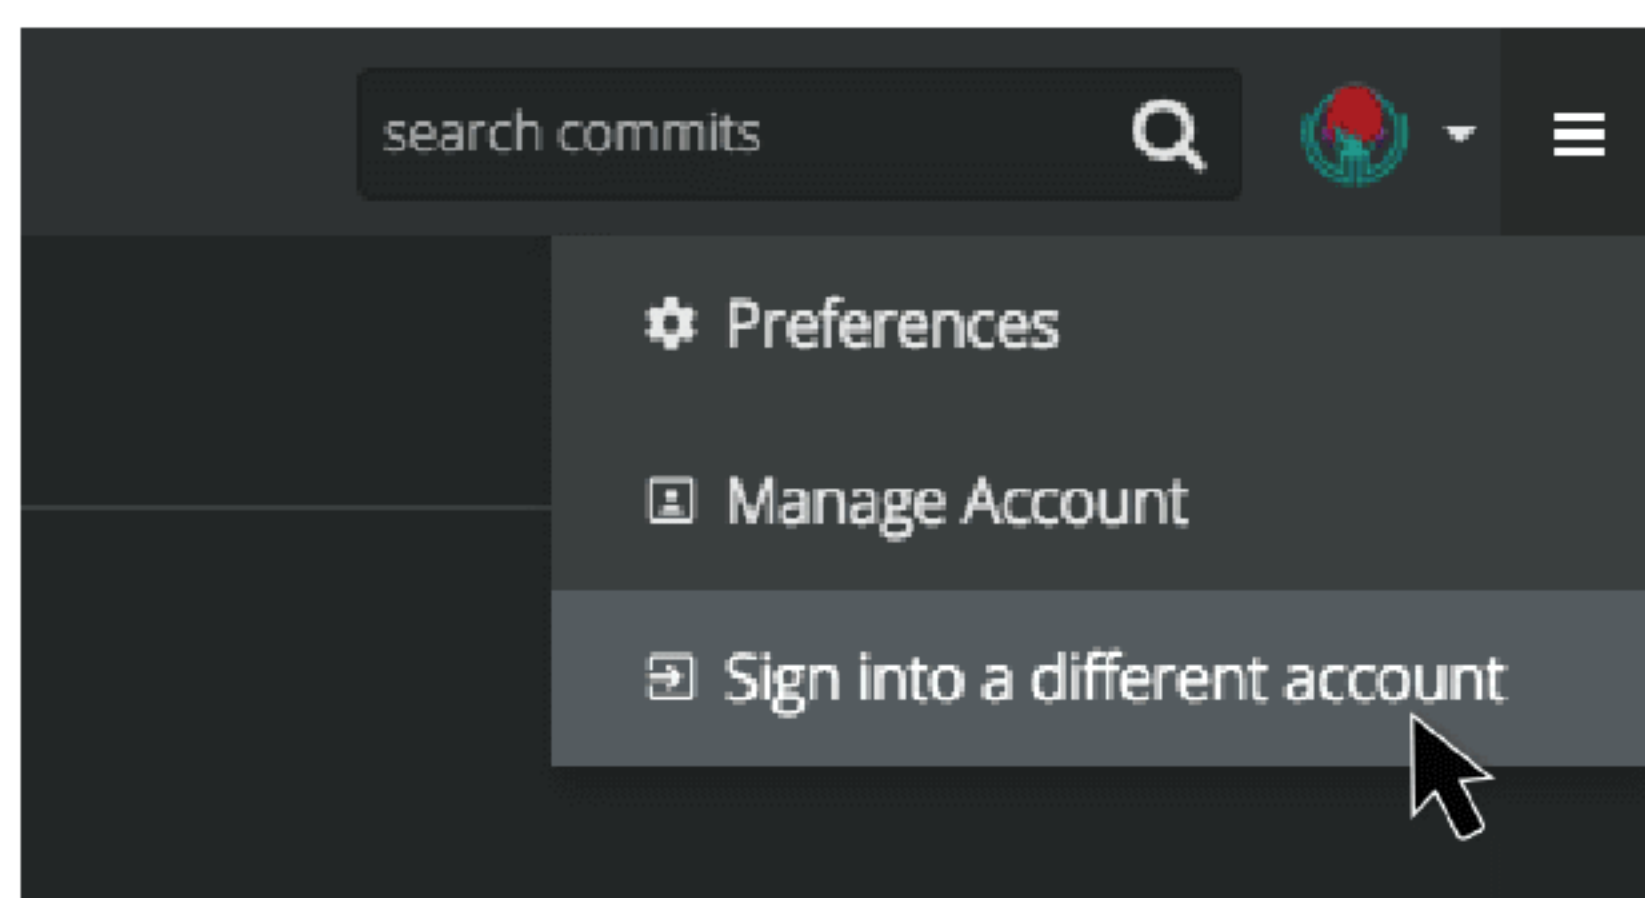 search commits
Preferences
Manage Account
Sign into a different account